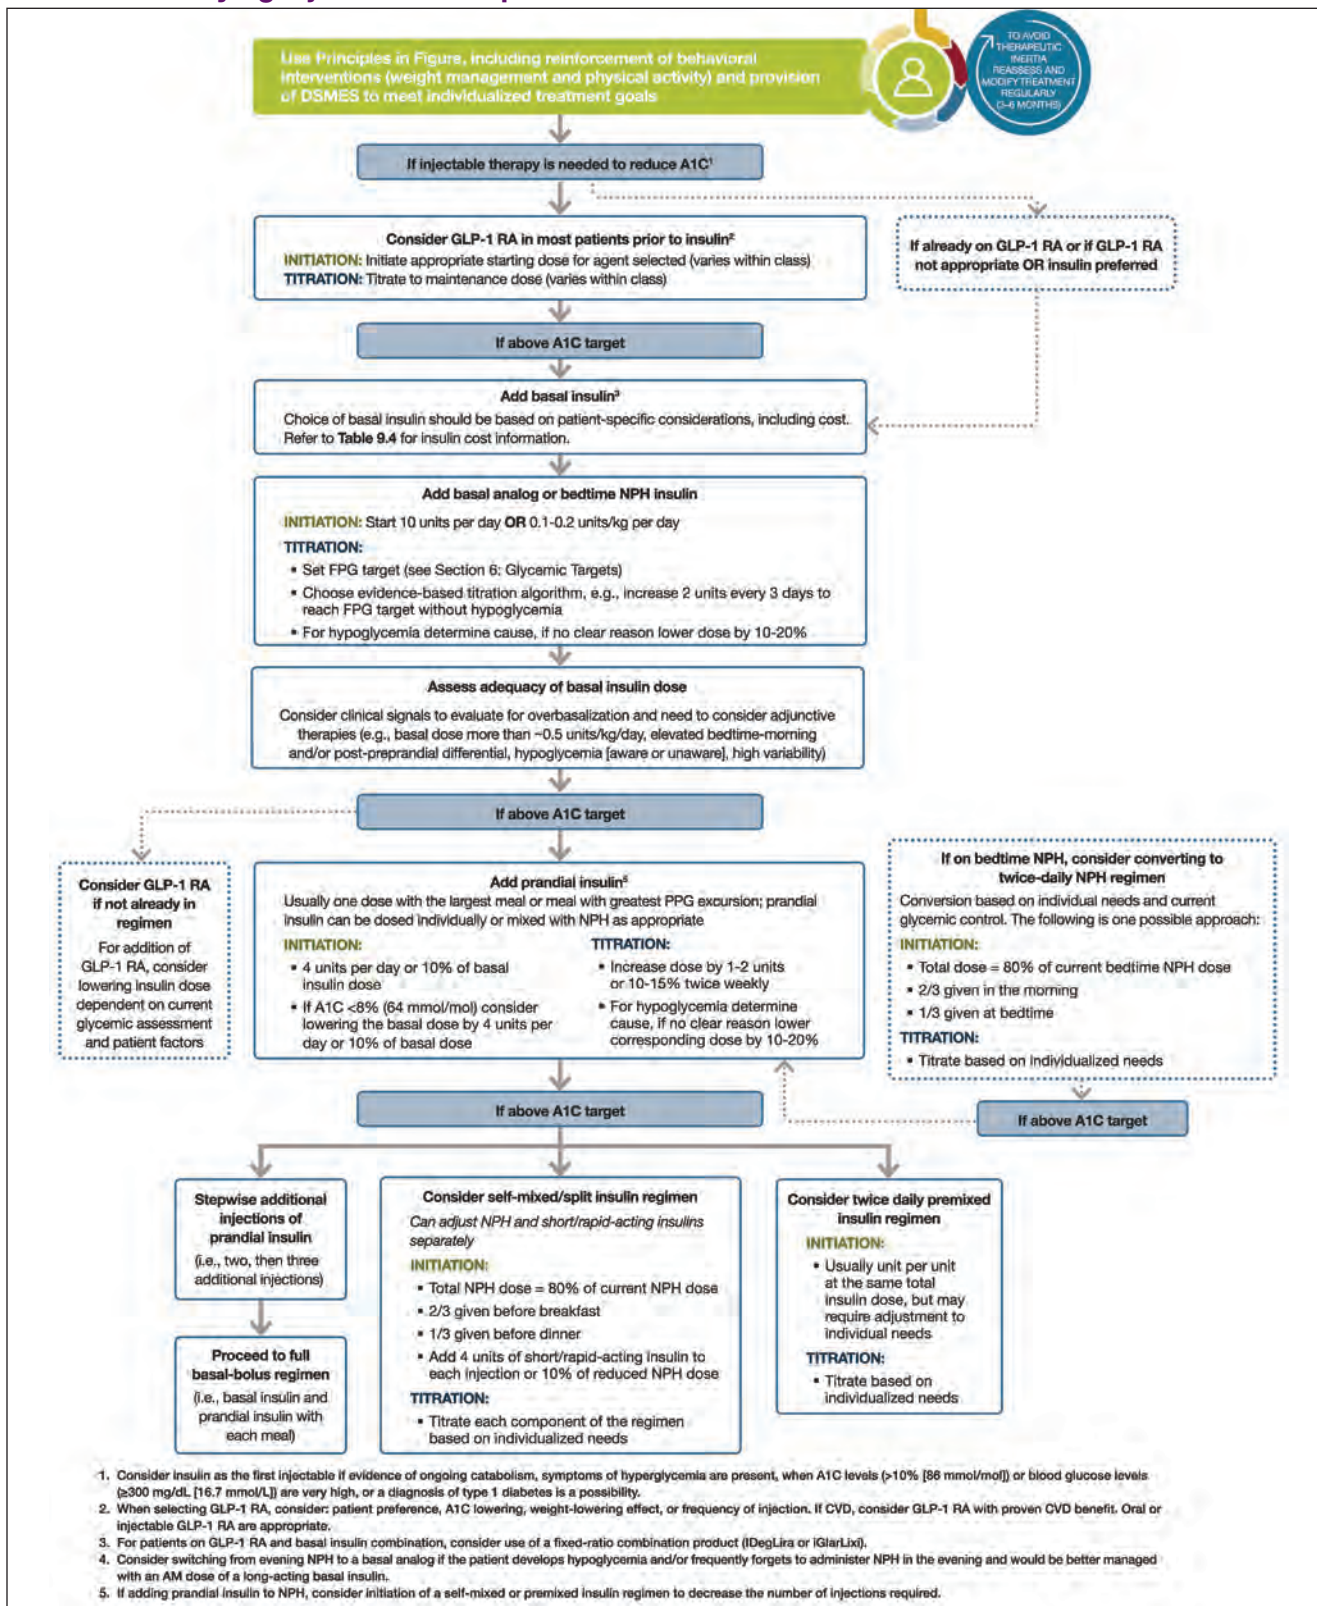 Use Principles in Figure, including reinforcement of behavioral
interventions (weight management and physical activity) and provision
of DSMES to meet individualized treatment goals
TO AVOID
THERAPEUTIC
INERTIA
REASSESS AND
MODIFY TREATMENT
REGULARLY
(3–6 MONTHS)
If injectable therapy is needed to reduce A1C¹
Consider GLP-1 RA in most patients prior to insulin²
INITIATION: Initiate appropriate starting dose for agent selected (varies within class)
TITRATION: Titrate to maintenance dose (varies within class)
If already on GLP-1 RA or if GLP-1 RA
not appropriate OR insulin preferred
If above A1C target
Add basal insulin³
Choice of basal insulin should be based on patient-specific considerations, including cost.
Refer to Table 9.4 for insulin cost information.
Add basal analog or bedtime NPH insulin
INITIATION: Start 10 units per day OR 0.1-0.2 units/kg per day
TITRATION:
▪ Set FPG target (see Section 6: Glycemic Targets)
▪ Choose evidence-based titration algorithm, e.g., increase 2 units every 3 days to
reach FPG target without hypoglycemia
▪ For hypoglycemia determine cause, if no clear reason lower dose by 10-20%
Assess adequacy of basal insulin dose
Consider clinical signals to evaluate for overbasalization and need to consider adjunctive
therapies (e.g., basal dose more than ~0.5 units/kg/day, elevated bedtime-morning
and/or post-preprandial differential, hypoglycemia [aware or unaware], high variability)
If above A1C target
Consider GLP-1 RA
if not already in
regimen
For addition of
GLP-1 RA, consider
lowering insulin dose
dependent on current
glycemic assessment
and patient factors
Add prandial insulin⁵
Usually one dose with the largest meal or meal with greatest PPG excursion; prandial
insulin can be dosed individually or mixed with NPH as appropriate
INITIATION:
▪ 4 units per day or 10% of basal
insulin dose
▪ If A1C <8% (64 mmol/mol) consider
lowering the basal dose by 4 units per
day or 10% of basal dose
TITRATION:
▪ Increase dose by 1-2 units
or 10-15% twice weekly
▪ For hypoglycemia determine
cause, if no clear reason lower
corresponding dose by 10-20%
If on bedtime NPH, consider converting to
twice-daily NPH regimen
Conversion based on individual needs and current
glycemic control. The following is one possible approach:
INITIATION:
▪ Total dose = 80% of current bedtime NPH dose
▪ 2/3 given in the morning
▪ 1/3 given at bedtime
TITRATION:
▪ Titrate based on individualized needs
If above A1C target
If above A1C target
Stepwise additional
injections of
prandial insulin
(i.e., two, then three
additional injections)
Proceed to full
basal-bolus regimen
(i.e., basal insulin and
prandial insulin with
each meal)
Consider self-mixed/split insulin regimen
Can adjust NPH and short/rapid-acting insulins
separately
INITIATION:
▪ Total NPH dose = 80% of current NPH dose
▪ 2/3 given before breakfast
▪ 1/3 given before dinner
▪ Add 4 units of short/rapid-acting insulin to
each injection or 10% of reduced NPH dose
TITRATION:
▪ Titrate each component of the regimen
based on individualized needs
Consider twice daily premixed
insulin regimen
INITIATION:
▪ Usually unit per unit
at the same total
insulin dose, but may
require adjustment to
individual needs
TITRATION:
▪ Titrate based on
individualized needs
1. Consider insulin as the first injectable if evidence of ongoing catabolism, symptoms of hyperglycemia are present, when A1C levels (>10% [86 mmol/mol]) or blood glucose levels
(≥300 mg/dL [16.7 mmol/L]) are very high, or a diagnosis of type 1 diabetes is a possibility.
2. When selecting GLP-1 RA, consider: patient preference, A1C lowering, weight-lowering effect, or frequency of injection. If CVD, consider GLP-1 RA with proven CVD benefit. Oral or
injectable GLP-1 RA are appropriate.
3. For patients on GLP-1 RA and basal insulin combination, consider use of a fixed-ratio combination product (IDegLira or iGlarLixi).
4. Consider switching from evening NPH to a basal analog if the patient develops hypoglycemia and/or frequently forgets to administer NPH in the evening and would be better managed
with an AM dose of a long-acting basal insulin.
5. If adding prandial insulin to NPH, consider initiation of a self-mixed or premixed insulin regimen to decrease the number of injections required.